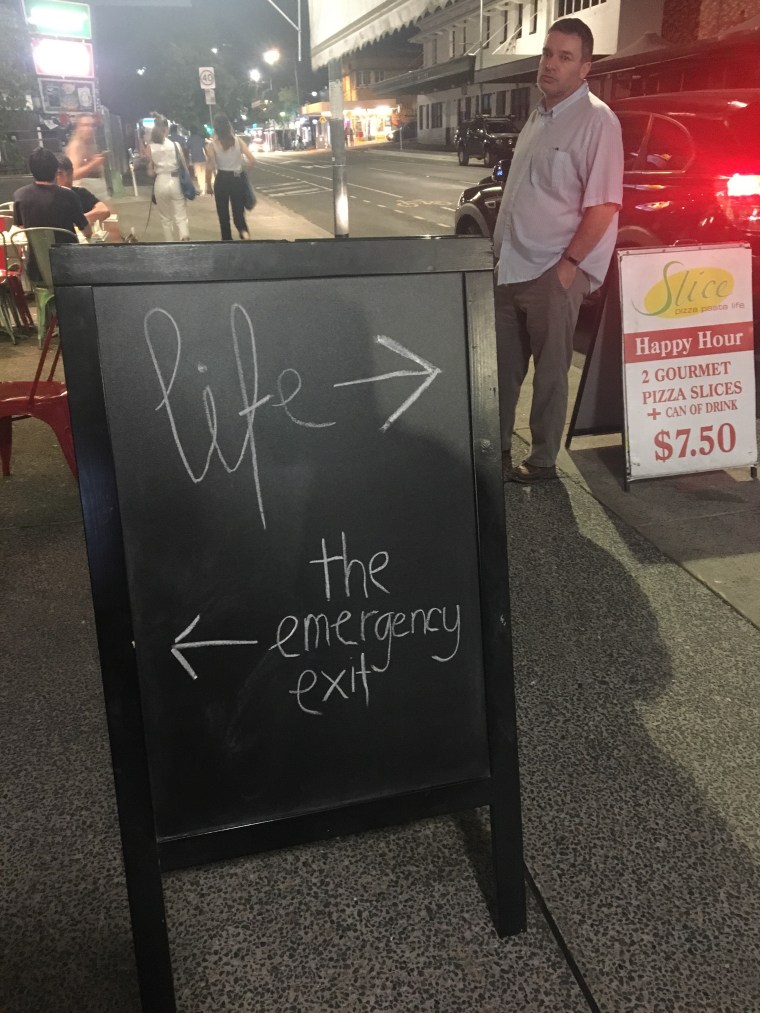 life →
the
← emergency
exit
40
Slice
pizza pasta life
Happy Hour
2 GOURMET
PIZZA SLICES
+ CAN OF DRINK
$7.50